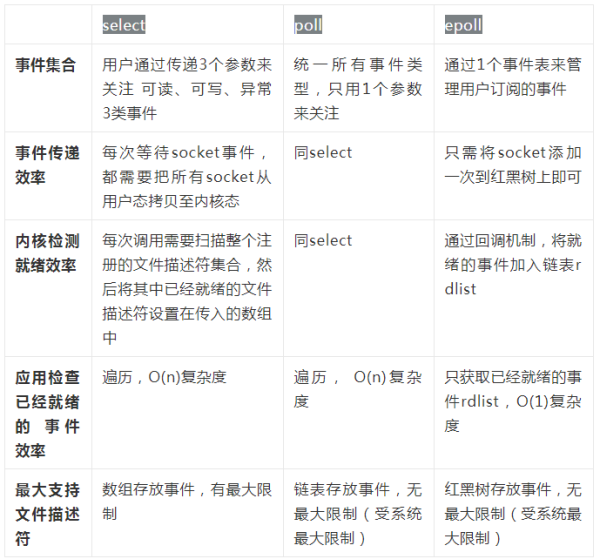 select
poll
epoll
事件集合
用户通过传递3个参数来
关注 可读、可写、异常
3类事件
统一所有事件类
型，只用1个参数
来关注
通过1个事件表来管
理用户订阅的事件
事件传递
效率
每次等待socket事件，
都需要把所有socket从
用户态拷贝至内核态
同select
只需将socket添加
一次到红黑树上即可
内核检测
就绪效率
每次调用需要扫描整个注
册的文件描述符集合，然
后将其中已经就绪的文件
描述符设置在传入的数组
中
同select
通过回调机制，将就
绪的事件加入链表r
dlist
应用检查
已经就绪
的 事件
效率
遍历，O(n)复杂度
遍历， O(n)复杂
度
只获取已经就绪的事
件rdlist，O(1)复杂
度
最大支持
文件描述
符
数组存放事件，有最大限
制
链表存放事件，无
最大限制（受系统
最大限制）
红黑树存放事件，无
最大限制（受系统最
大限制）